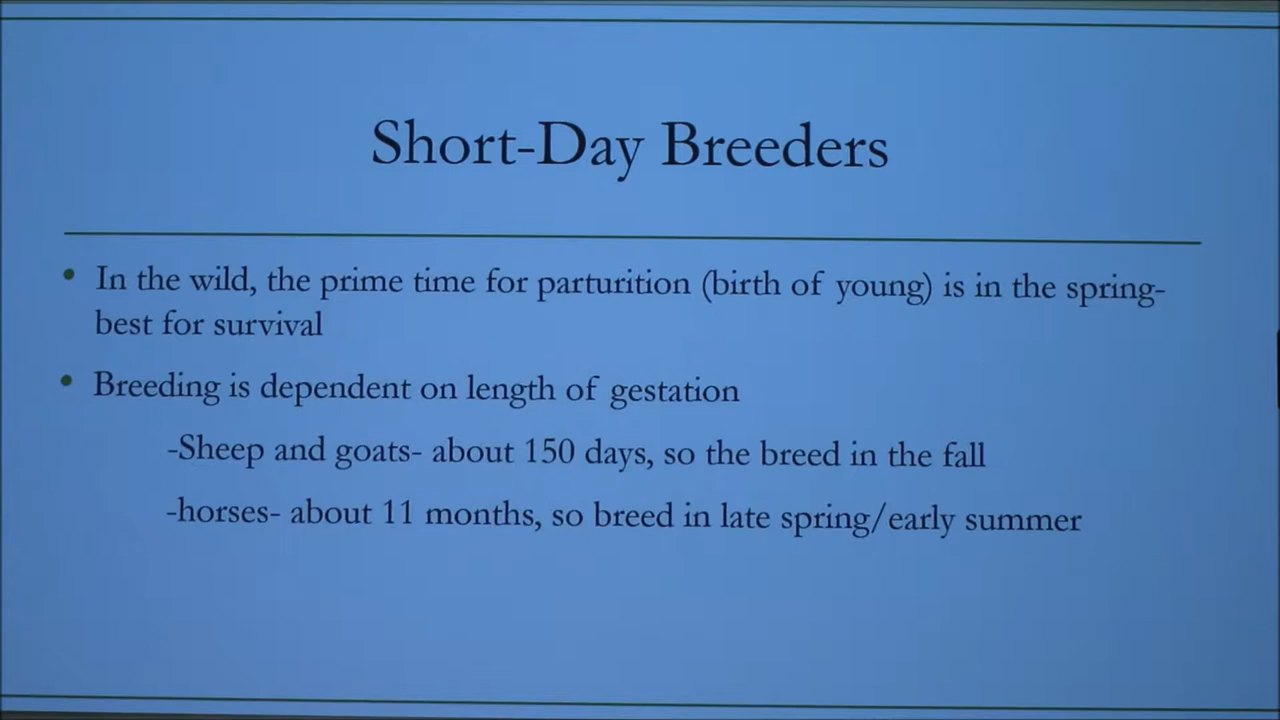 Short-Day Breeders
• In the wild, the prime time for parturition (birth of young) is in the spring-
best for survival
• Breeding is dependent on length of gestation
-Sheep and goats- about 150 days, so the breed in the fall
-horses- about 11 months, so breed in late spring/early summer